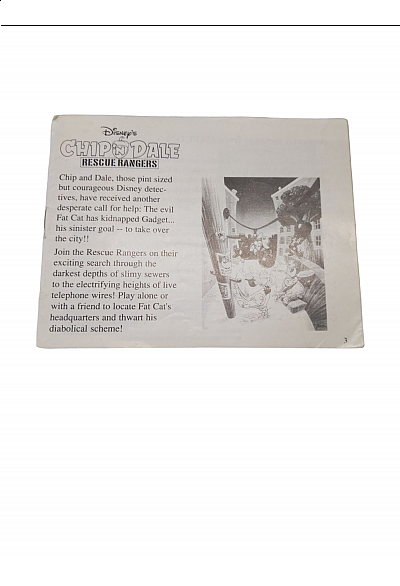 Disney's
CHIP 'N DALE
RESCUE RANGERS
Chip and Dale, those pint sized
but courageous Disney detec-
tives, have received another
desperate call for help: The evil
Fat Cat has kidnapped Gadget...
his sinister goal -- to take over
the city!!
Join the Rescue Rangers on their
exciting search through the
darkest depths of slimy sewers
to the electrifying heights of live
telephone wires! Play alone or
with a friend to locate Fat Cat's
headquarters and thwart his
diabolical scheme!
3